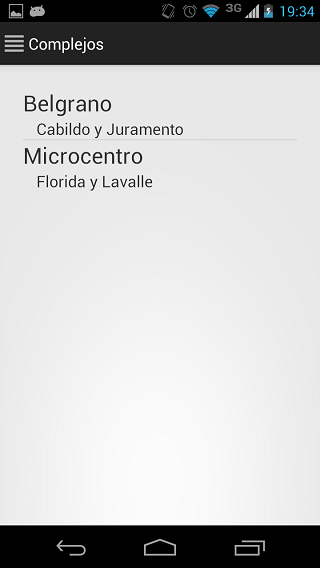 3G 19:34
Complejos
Belgrano
Cabildo y Juramento
Microcentro
Florida y Lavalle